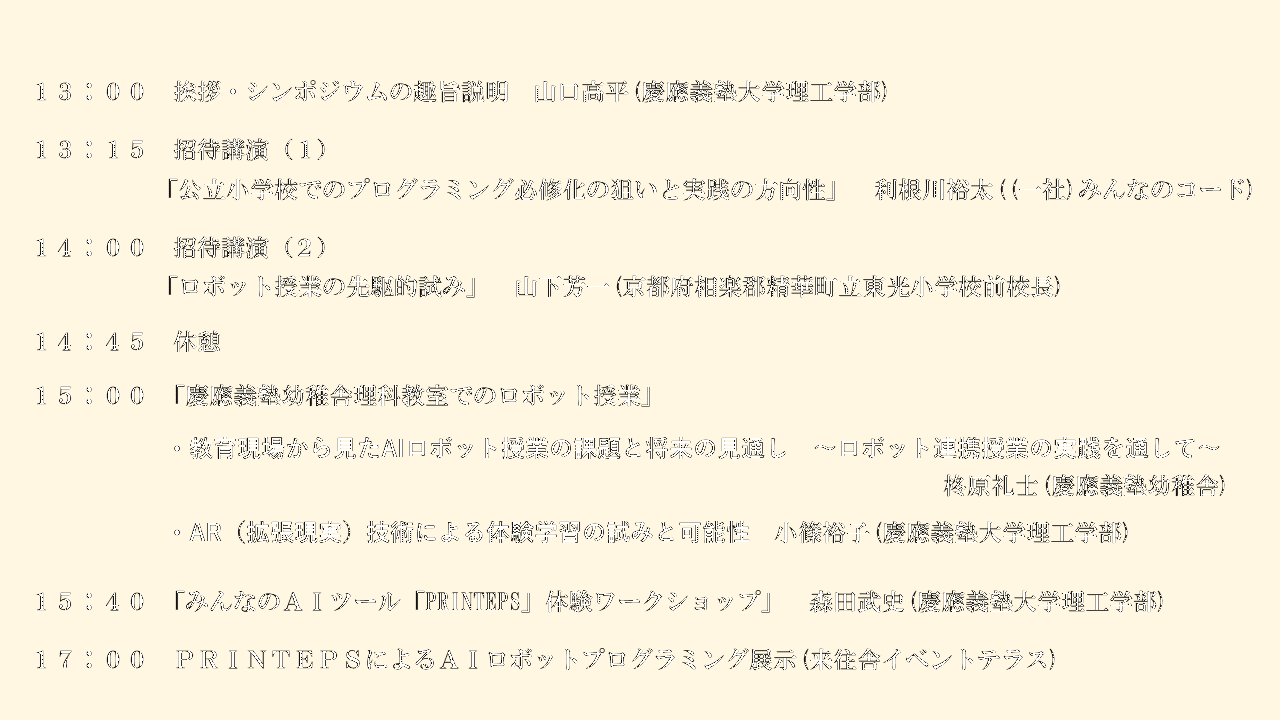 １３：００　挨拶・シンポジウムの趣旨説明　山口高平(慶應義塾大学理工学部)
１３：１５　招待講演（１）
『公立小学校でのプログラミング必修化の狙いと実践の方向性』　利根川裕太((一社)みんなのコード)
１４：００　招待講演（２）
『ロボット授業の先駆的試み』　山下芳一(京都府相楽郡精華町立東光小学校前校長)
１４：４５　休憩
１５：００　『慶應義塾幼稚舎理科教室でのロボット授業』
・教育現場から見たAIロボット授業の課題と将来の見通し　～ロボット連携授業の実践を通して～
柊原礼士(慶應義塾幼稚舎)
・AR（拡張現実）技術による体験学習の試みと可能性　小篠裕子(慶應義塾大学理工学部)
１５：４０　『みんなのＡＩツール『PRINTEPS』体験ワークショップ』　森田武史(慶應義塾大学理工学部)
１７：００　ＰＲＩＮＴＥＰＳによるＡＩロボットプログラミング展示(来往舎イベントテラス)